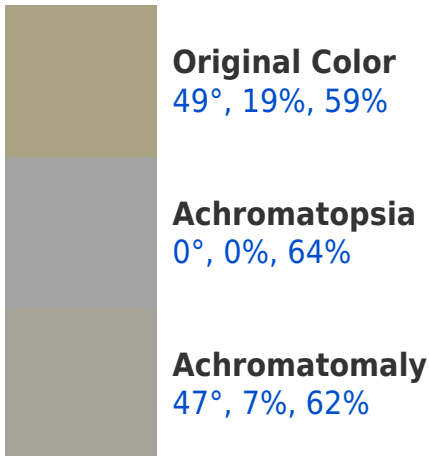 Original Color
49°, 19%, 59%
Achromatopsia
0°, 0%, 64%
Achromatomaly
47°, 7%, 62%